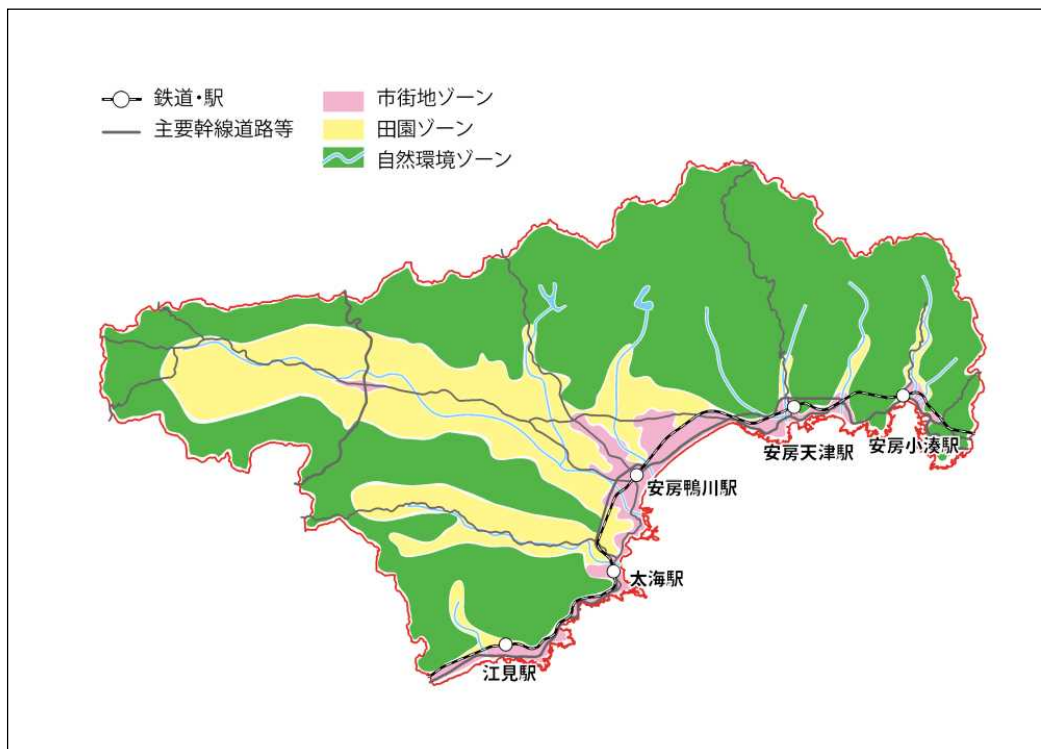 鉄道・駅
主要幹線道路等
市街地ゾーン
田園ゾーン
自然環境ゾーン
安房小湊駅
安房天津駅
安房鴨川駅
太海駅
江見駅